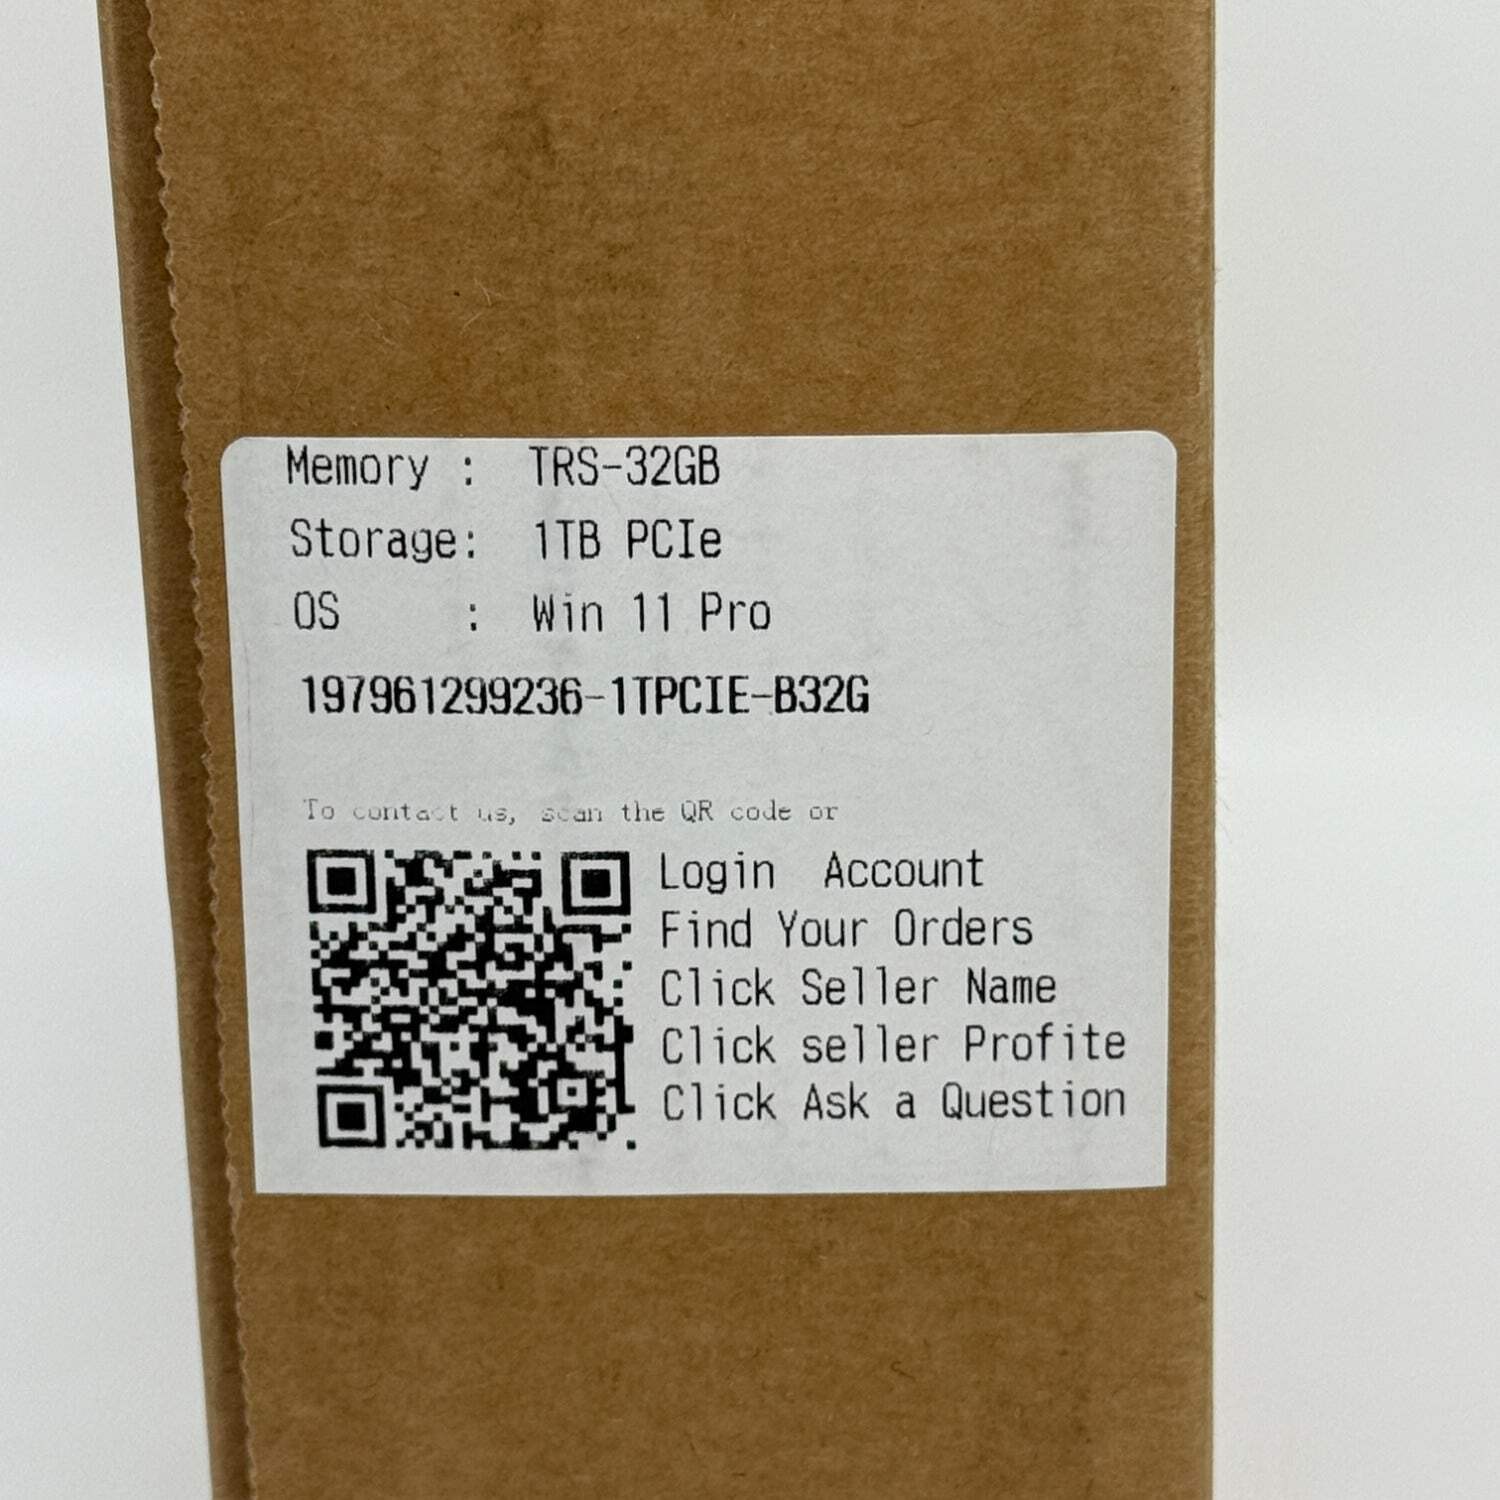 Memory : TRS-32GB
Storage: 1TB PCIe
OS : Win 11 Pro
197961299236-1TPCIE-B32G
To contact us, scan the QR code or
Login Account
Find Your Orders
Click Seller Name
Click seller Profite
Click Ask a Question